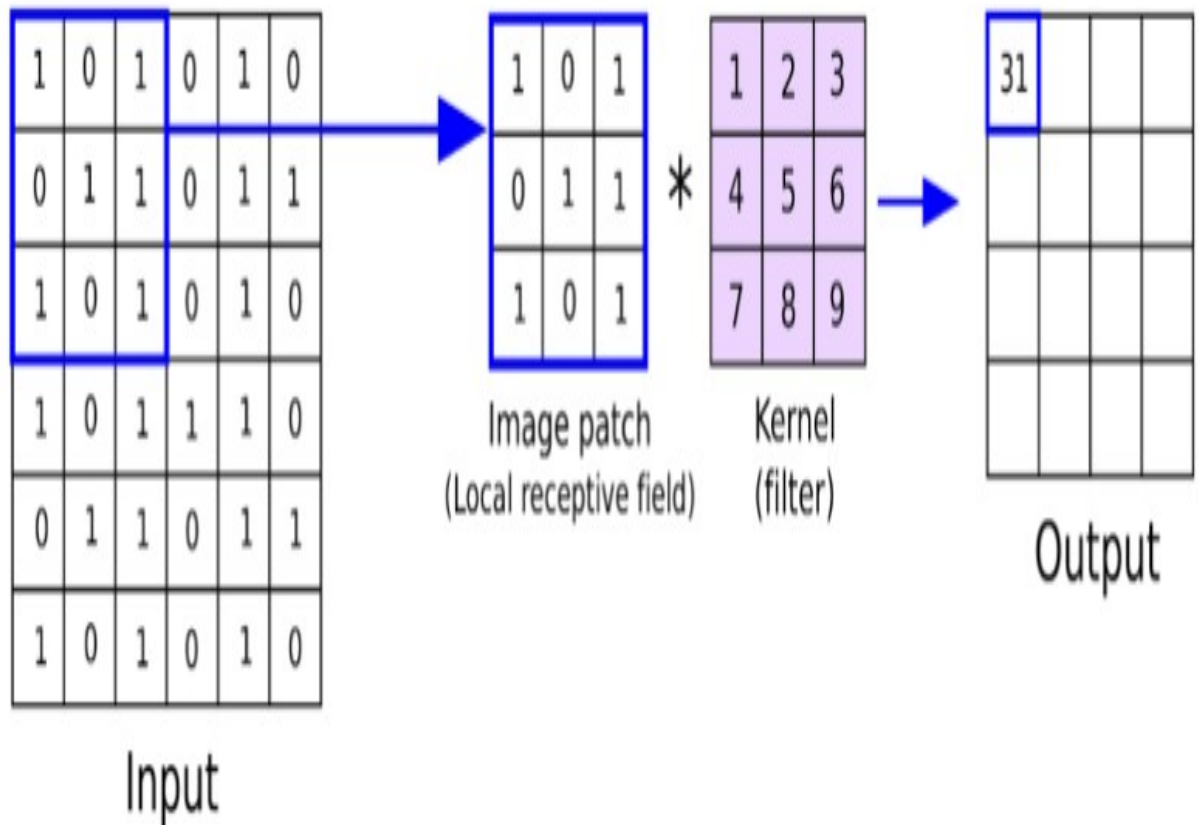 1 0 1 0 1 0
0 1 1 0 1 1
1 0 1 0 1 0
1 0 1 1 1 0
0 1 1 0 1 1
1 0 1 0 1 0
Input
1 0 1
0 1 1
1 0 1
Image patch
(Local receptive field)
*
1 2 3
4 5 6
7 8 9
Kernel
(filter)
31
Output